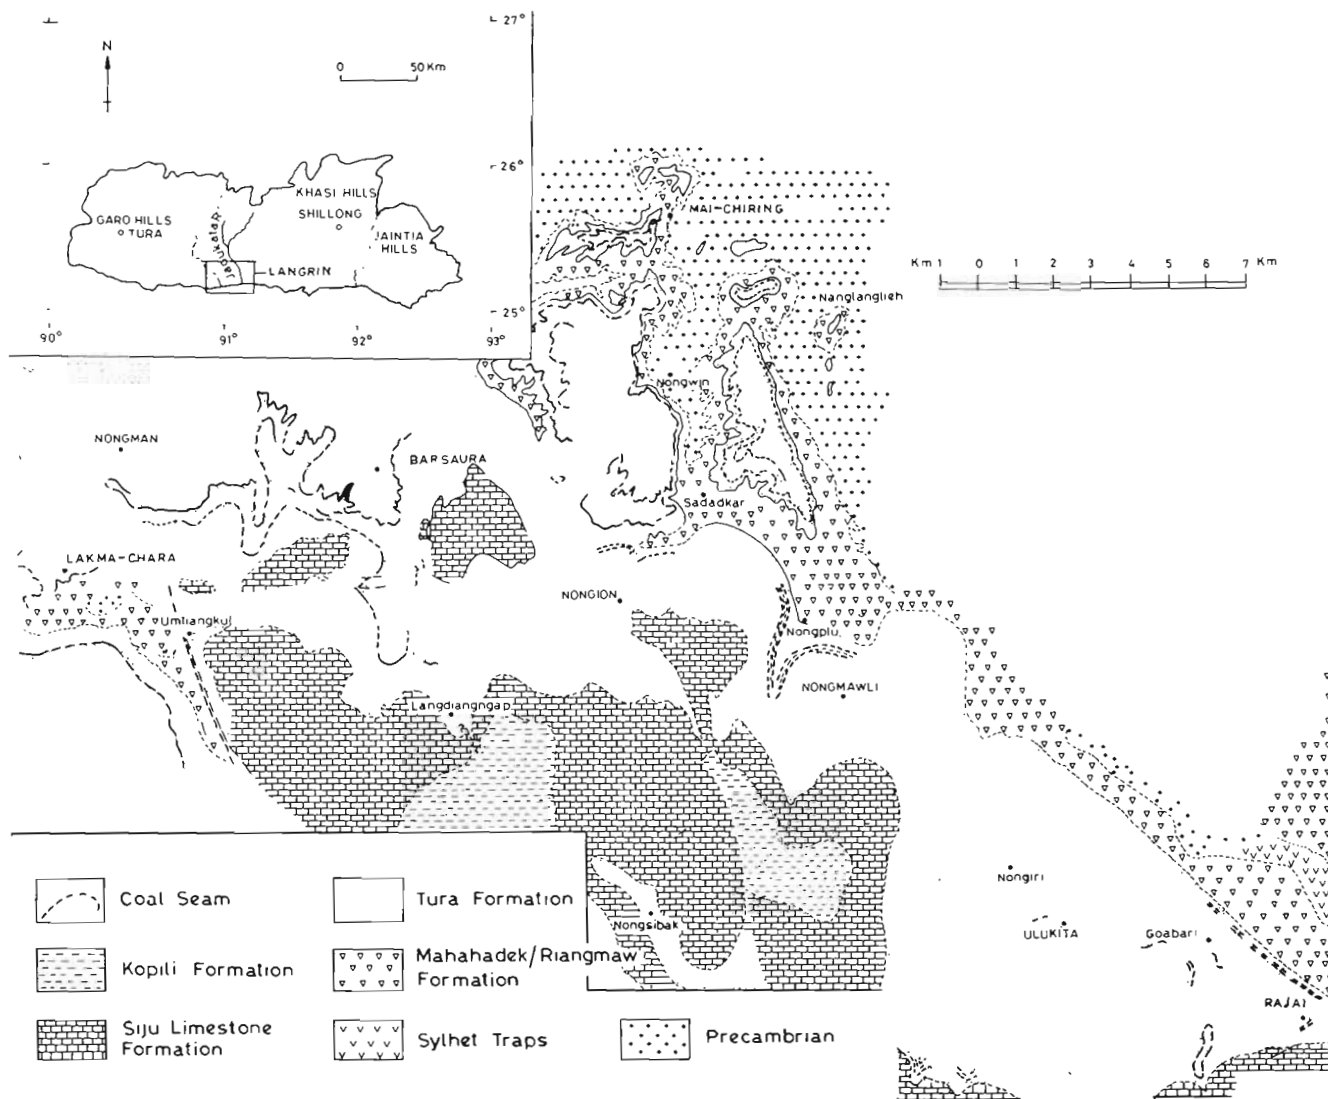 27°
N
0 50 Km
26°
KHASI HILLS
SHILLONG
GARO HILLS
TURA
JAINTIA
HILLS
LANGRIN
25°
90° 91° 92° 93°
MAI-CHIRING
Km 1 0 1 2 3 4 5 6 7 Km
Nanglanglieh
Nongwin
NONGMAN
BARSAURA
Sadadkar
LAKMA-CHARA
NONGION
Umliangkul
Nongplu
NONGMAWLI
Langdiangngap
Nongiri
Nongsibak
ULUKITA
Goabari
RAJAI
Coal Seam
Tura Formation
Kopili Formation
Mahahadek/Riangmaw
Formation
Siju Limestone
Formation
Sylhet Traps
Precambrian